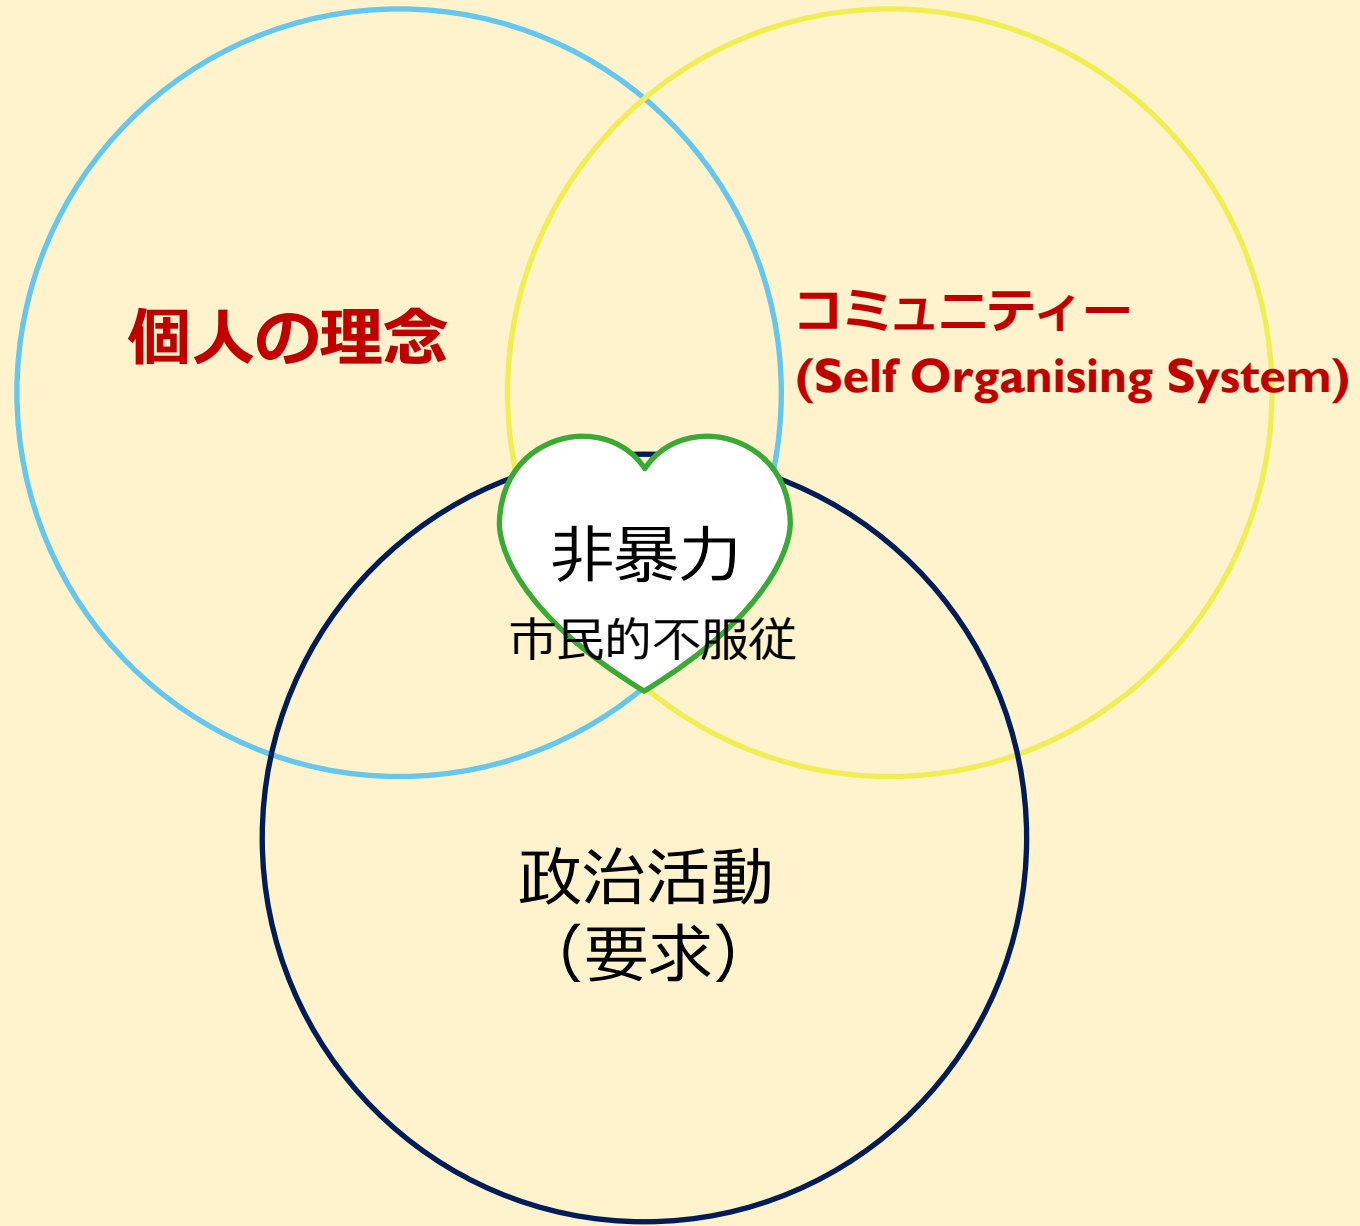 個人の理念
コミュニティー
(Self Organising System)
非暴力
市民的不服従
政治活動
（要求）